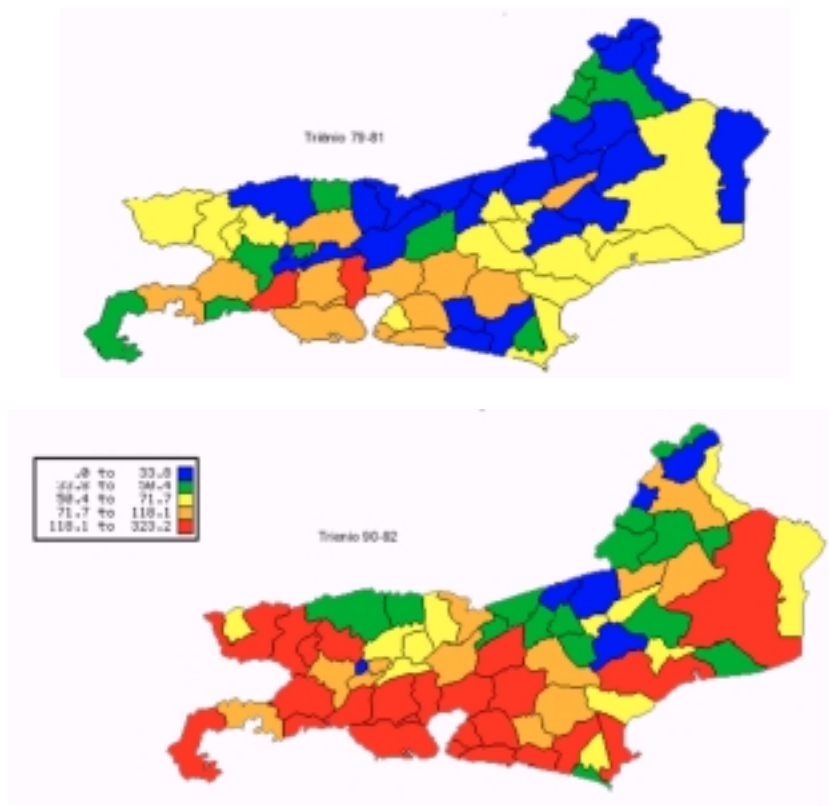 Triênio 79-81
.0 to 33.8
33.8 to 50.4
50.4 to 71.7
71.7 to 118.1
118.1 to 323.2
Trienio 90-92